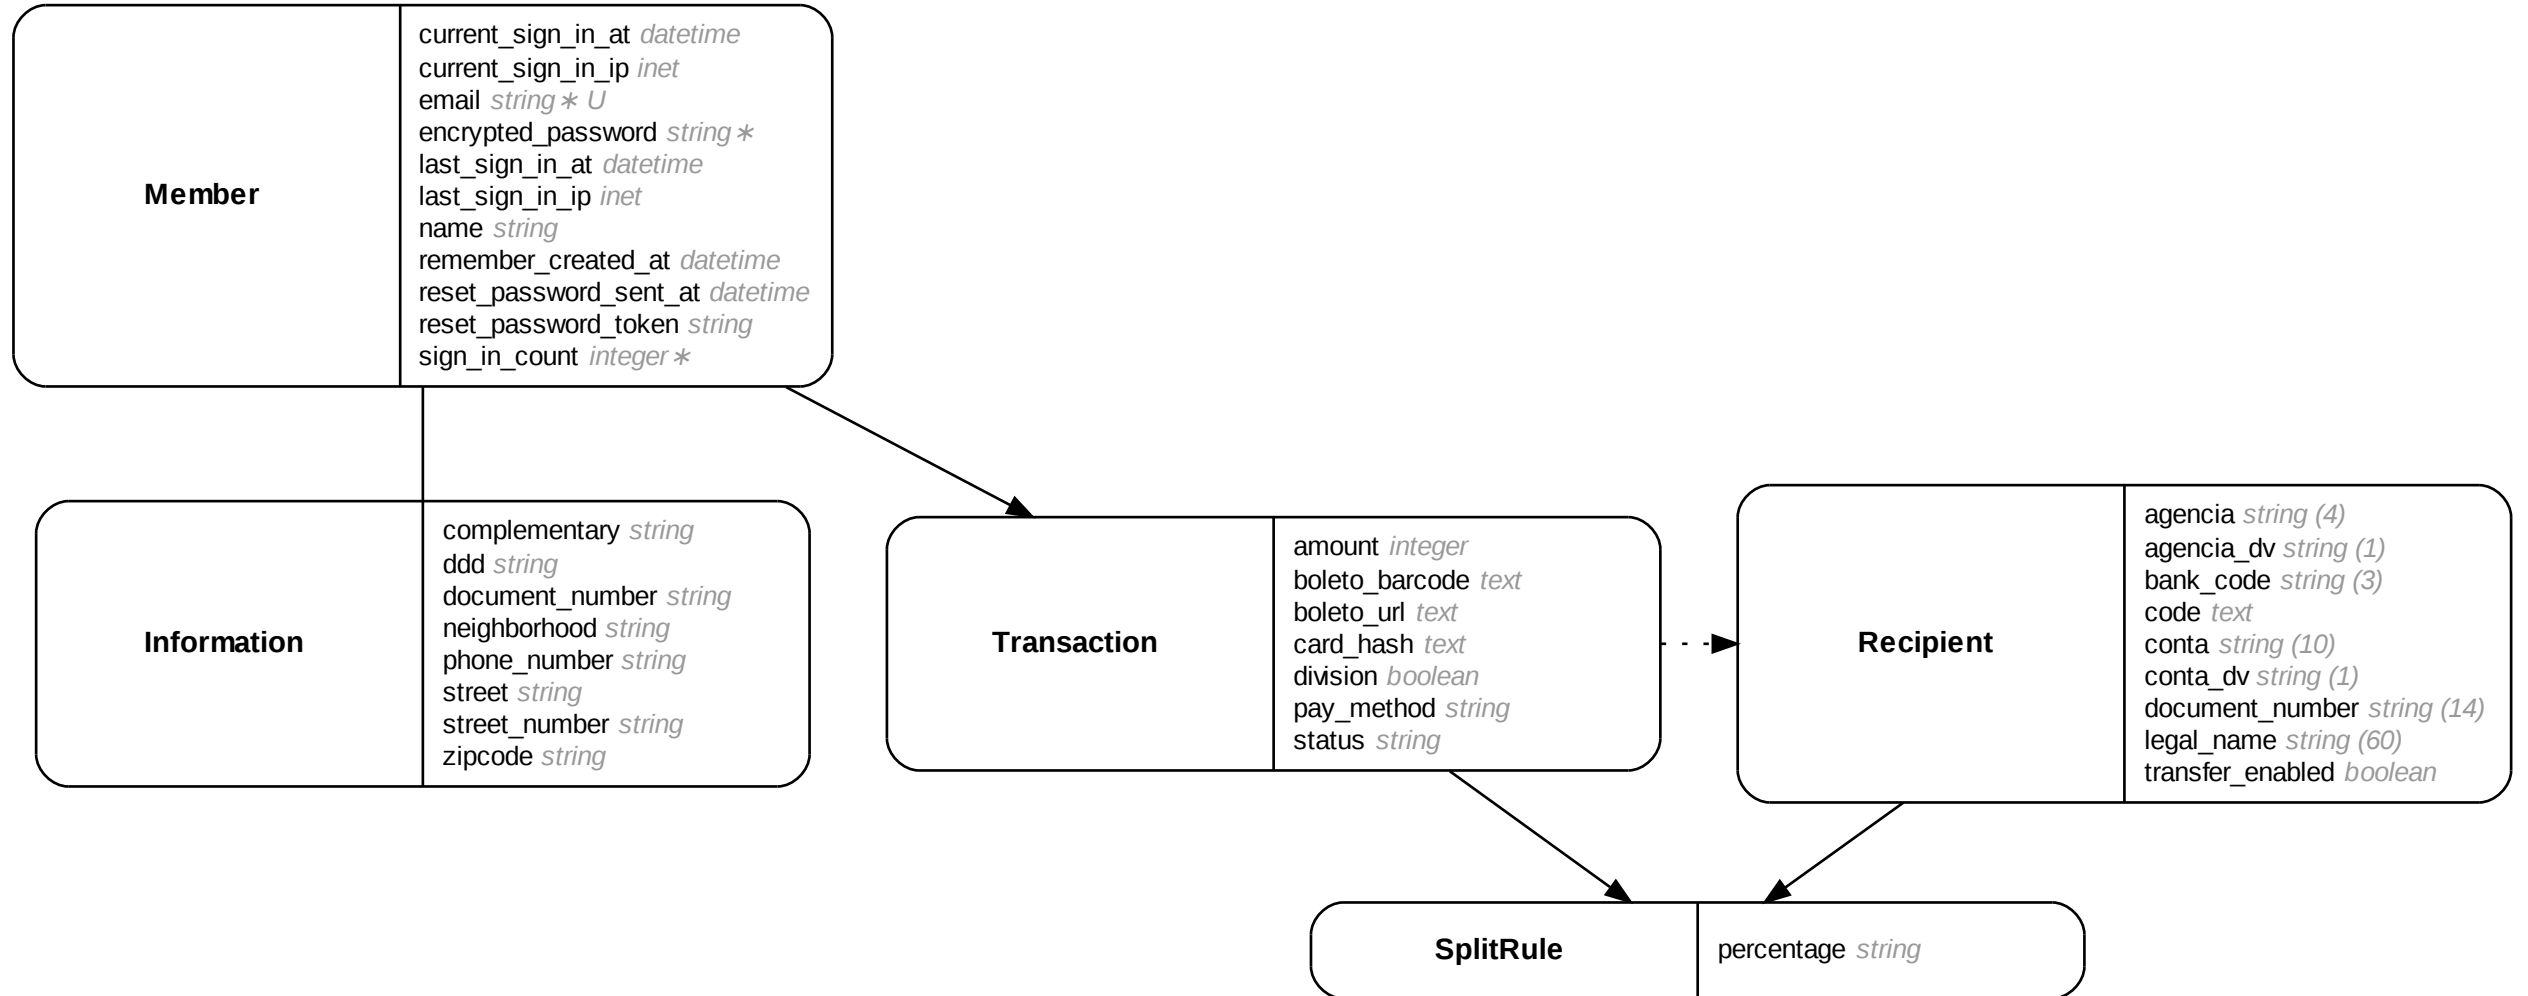 Member
current_sign_in_at datetime
current_sign_in_ip inet
email string∗ U
encrypted_password string∗
last_sign_in_at datetime
last_sign_in_ip inet
name string
remember_created_at datetime
reset_password_sent_at datetime
reset_password_token string
sign_in_count integer∗
Information
complementary string
ddd string
document_number string
neighborhood string
phone_number string
street string
street_number string
zipcode string
Transaction
amount integer
boleto_barcode text
boleto_url text
card_hash text
division boolean
pay_method string
status string
Recipient
agencia string (4)
agencia_dv string (1)
bank_code string (3)
code text
conta string (10)
conta_dv string (1)
document_number string (14)
legal_name string (60)
transfer_enabled boolean
SplitRule
percentage string